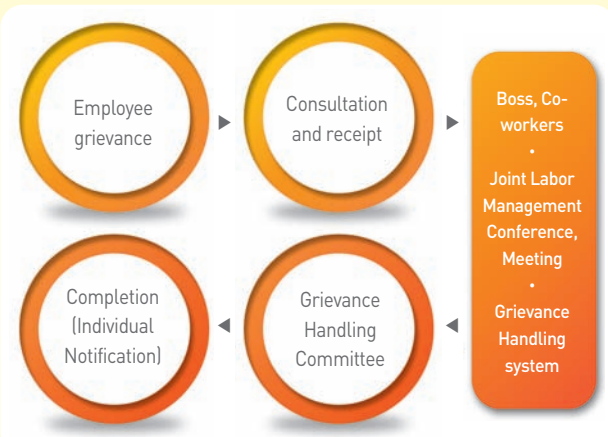 Employee
grievance
Consultation
and receipt
Boss, Co-
workers
•
Joint Labor
Management
Conference,
Meeting
•
Grievance
Handling
system
Grievance
Handling
Committee
Completion
(Individual
Notification)